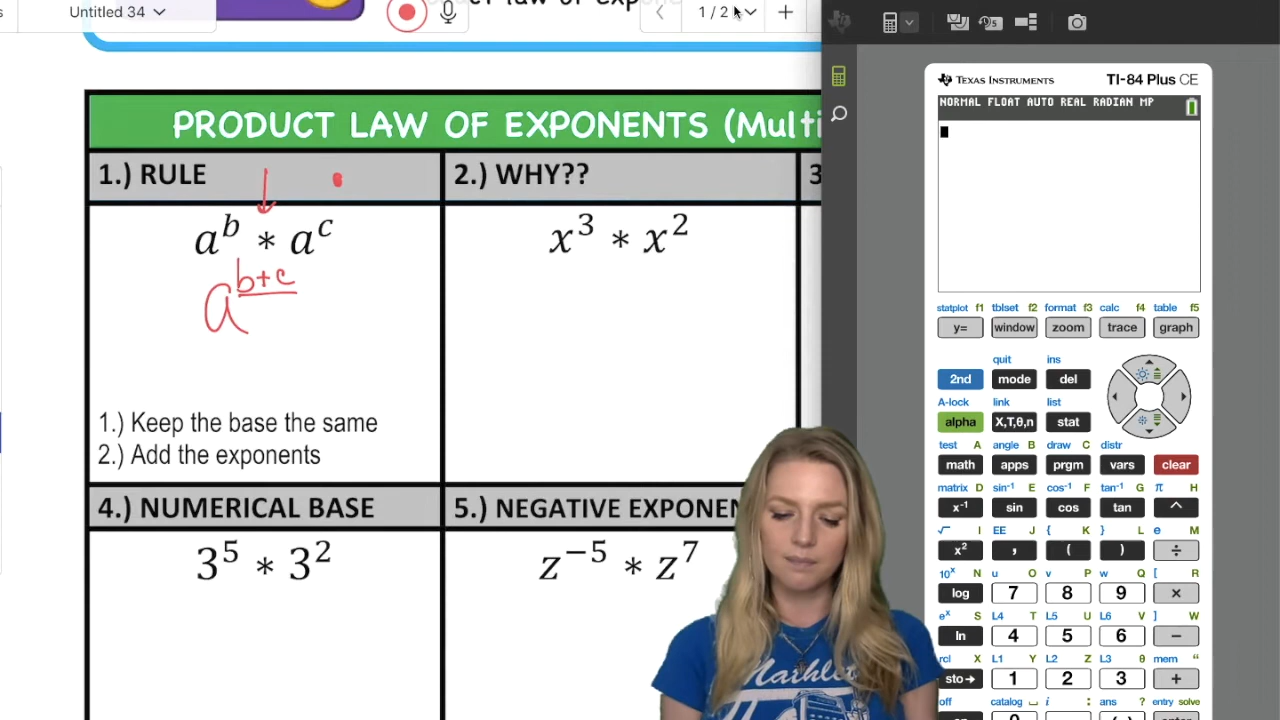 Untitled 34
1 / 2
PRODUCT LAW OF EXPONENTS (Multi
1.) RULE
a^b * a^c
a^(b+c)
1.) Keep the base the same
2.) Add the exponents
2.) WHY??
x^3 * x^2
3
4.) NUMERICAL BASE
3^5 * 3^2
5.) NEGATIVE EXPONEN
z^−5 * z^7
Mathlet
TEXAS INSTRUMENTS TI-84 Plus CE
NORMAL FLOAT AUTO REAL RADIAN MP
statplot f1 tblset f2 format f3 calc f4 table f5
y= window zoom trace graph
quit ins
2nd mode del
A-lock link list
alpha X,T,θ,n stat
test A angle B draw C distr
math apps prgm vars clear
matrix D sin⁻¹ E cos⁻¹ F tan⁻¹ G π H
x⁻¹ sin cos tan ^
√ I EE J { K } L e M
x² , ( ) ÷
10ˣ N u O v P w Q [ R
log 7 8 9 ×
eˣ S L4 T L5 U L6 V ] W
ln 4 5 6 −
rcl X L1 Y L2 Z L3 θ mem “
sto→ 1 2 3 +
off catalog i : ans ? entry solve